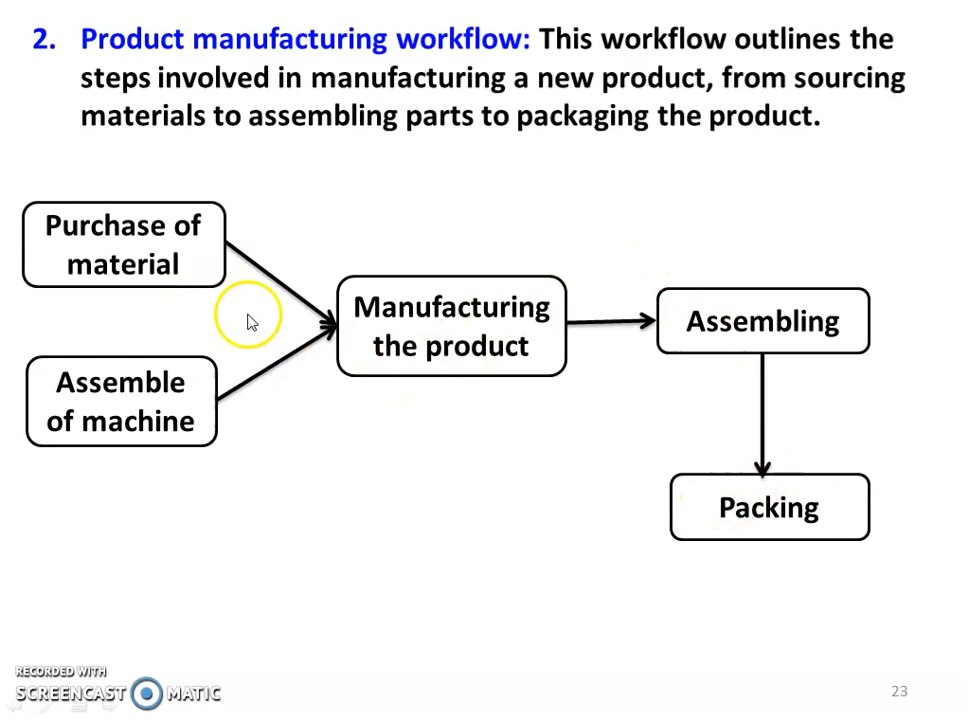 2. Product manufacturing workflow: This workflow outlines the
steps involved in manufacturing a new product, from sourcing
materials to assembling parts to packaging the product.
Purchase of
material
Assemble
of machine
Manufacturing
the product
Assembling
Packing
RECORDED WITH
SCREENCAST MATIC
23